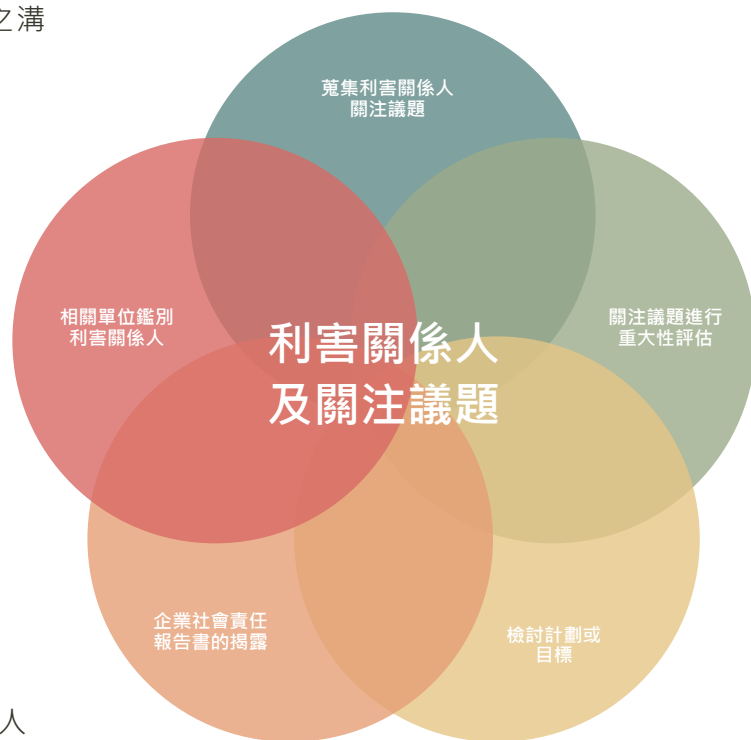 之溝
蒐集利害關係人
關注議題
相關單位鑑別
利害關係人
關注議題進行
重大性評估
利害關係人
及關注議題
企業社會責任
報告書的揭露
檢討計劃或
目標
人